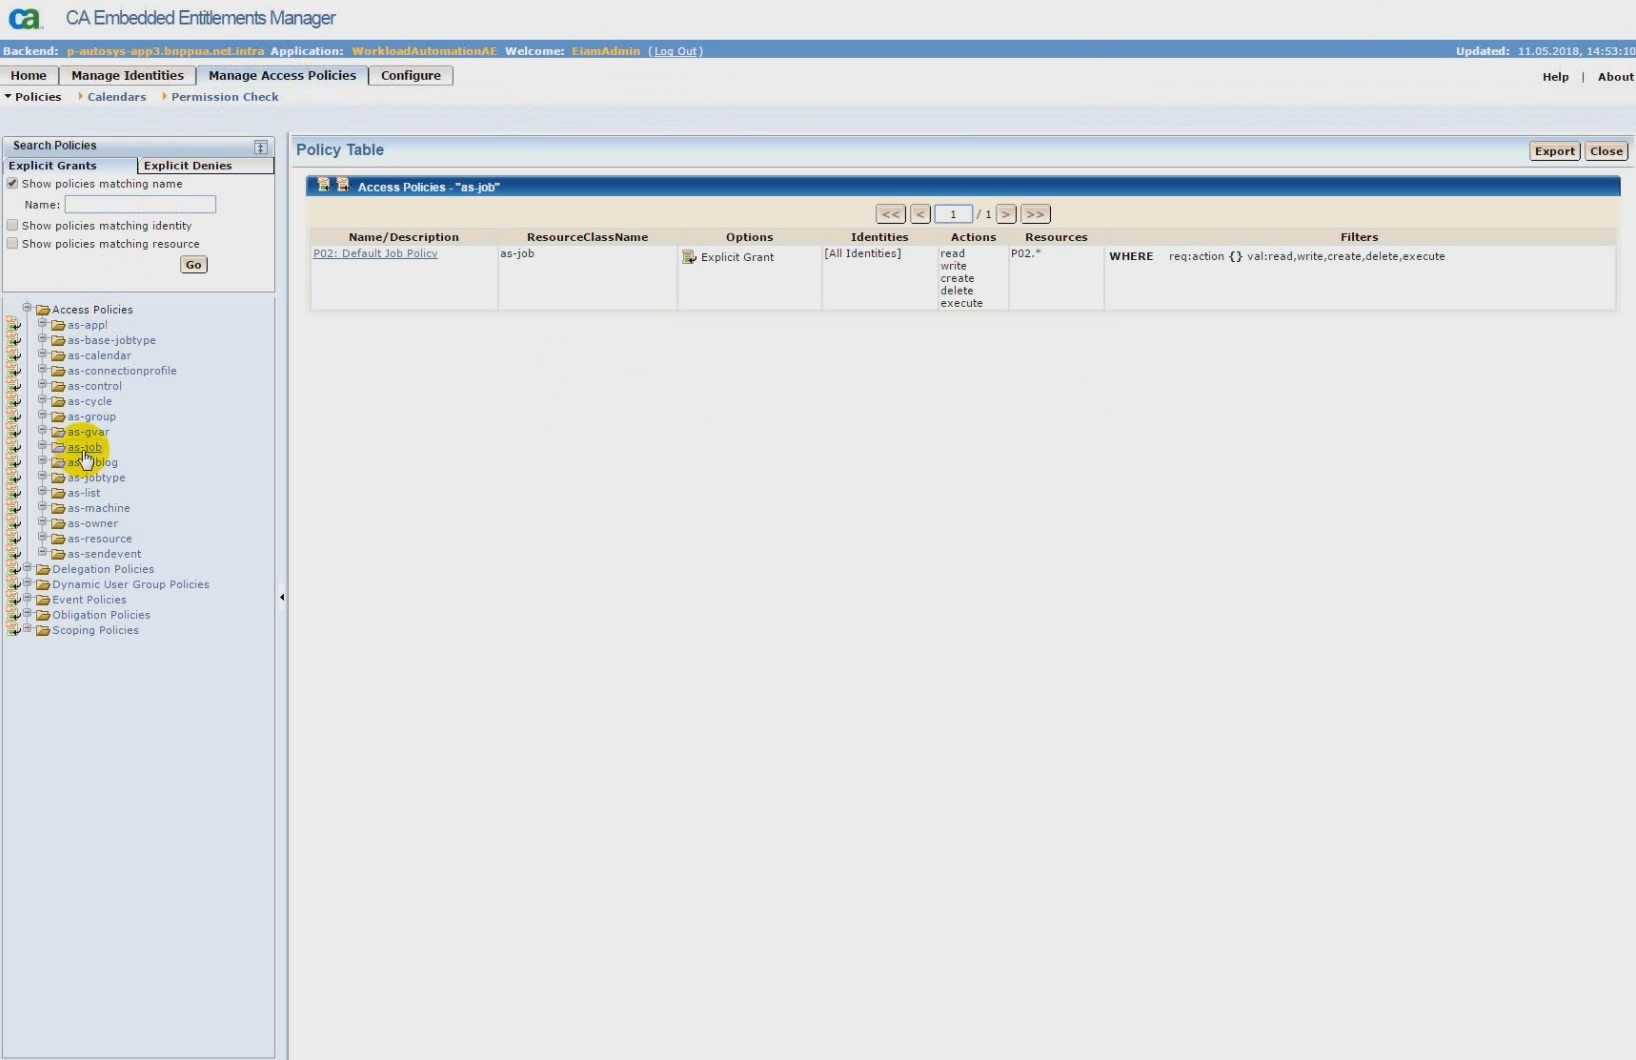 ca
CA Embedded Entitlements Manager
Backend: p-autosys-app3.bnppua.net.intra Application: WorkloadAutomationAE Welcome: EiamAdmin (Log Out)
Updated: 11.05.2018, 14:53:10
Home
Manage Identities
Manage Access Policies
Configure
Help | About
Policies
Calendars
Permission Check
Search Policies
Explicit Grants
Explicit Denies
Show policies matching name
Name:
Show policies matching identity
Show policies matching resource
Go
Access Policies
as-appl
as-base-jobtype
as-calendar
as-connectionprofile
as-control
as-cycle
as-group
as-gvar
as-job
as-jobtype
as-list
as-machine
as-owner
as-resource
as-sendevent
Delegation Policies
Dynamic User Group Policies
Event Policies
Obligation Policies
Scoping Policies
Policy Table
Export
Close
Access Policies - "as-job"
<< < 1 / 1 > >>
Name/Description ResourceClassName Options Identities Actions Resources Filters
P02: Default Job Policy as-job Explicit Grant [All Identities] read P02.* WHERE req:action {} val:read,write,create,delete,execute
write
create
delete
execute